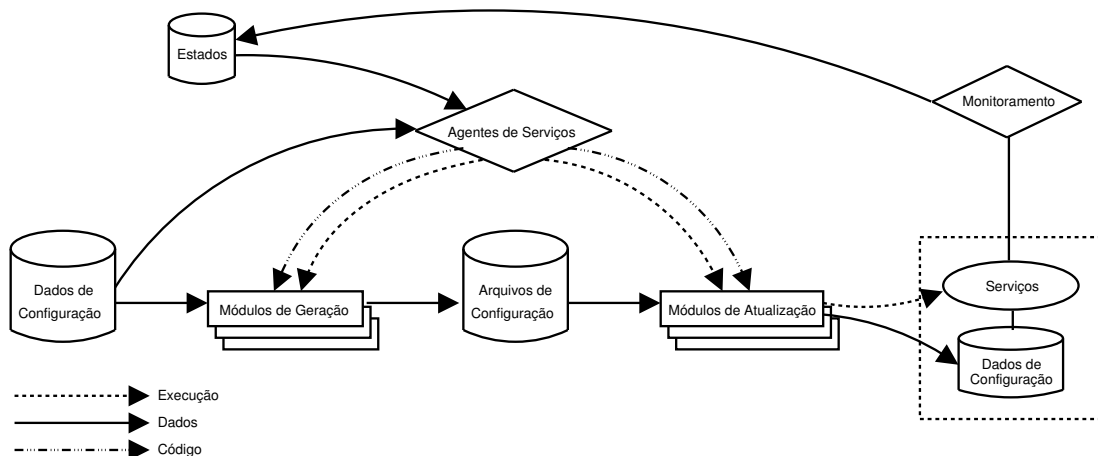 Estados
Monitoramento
Agentes de Serviços
Dados de
Configuração
Módulos de Geração
Arquivos de
Configuração
Módulos de Atualização
Serviços
Dados de
Configuração
Execução
Dados
Código